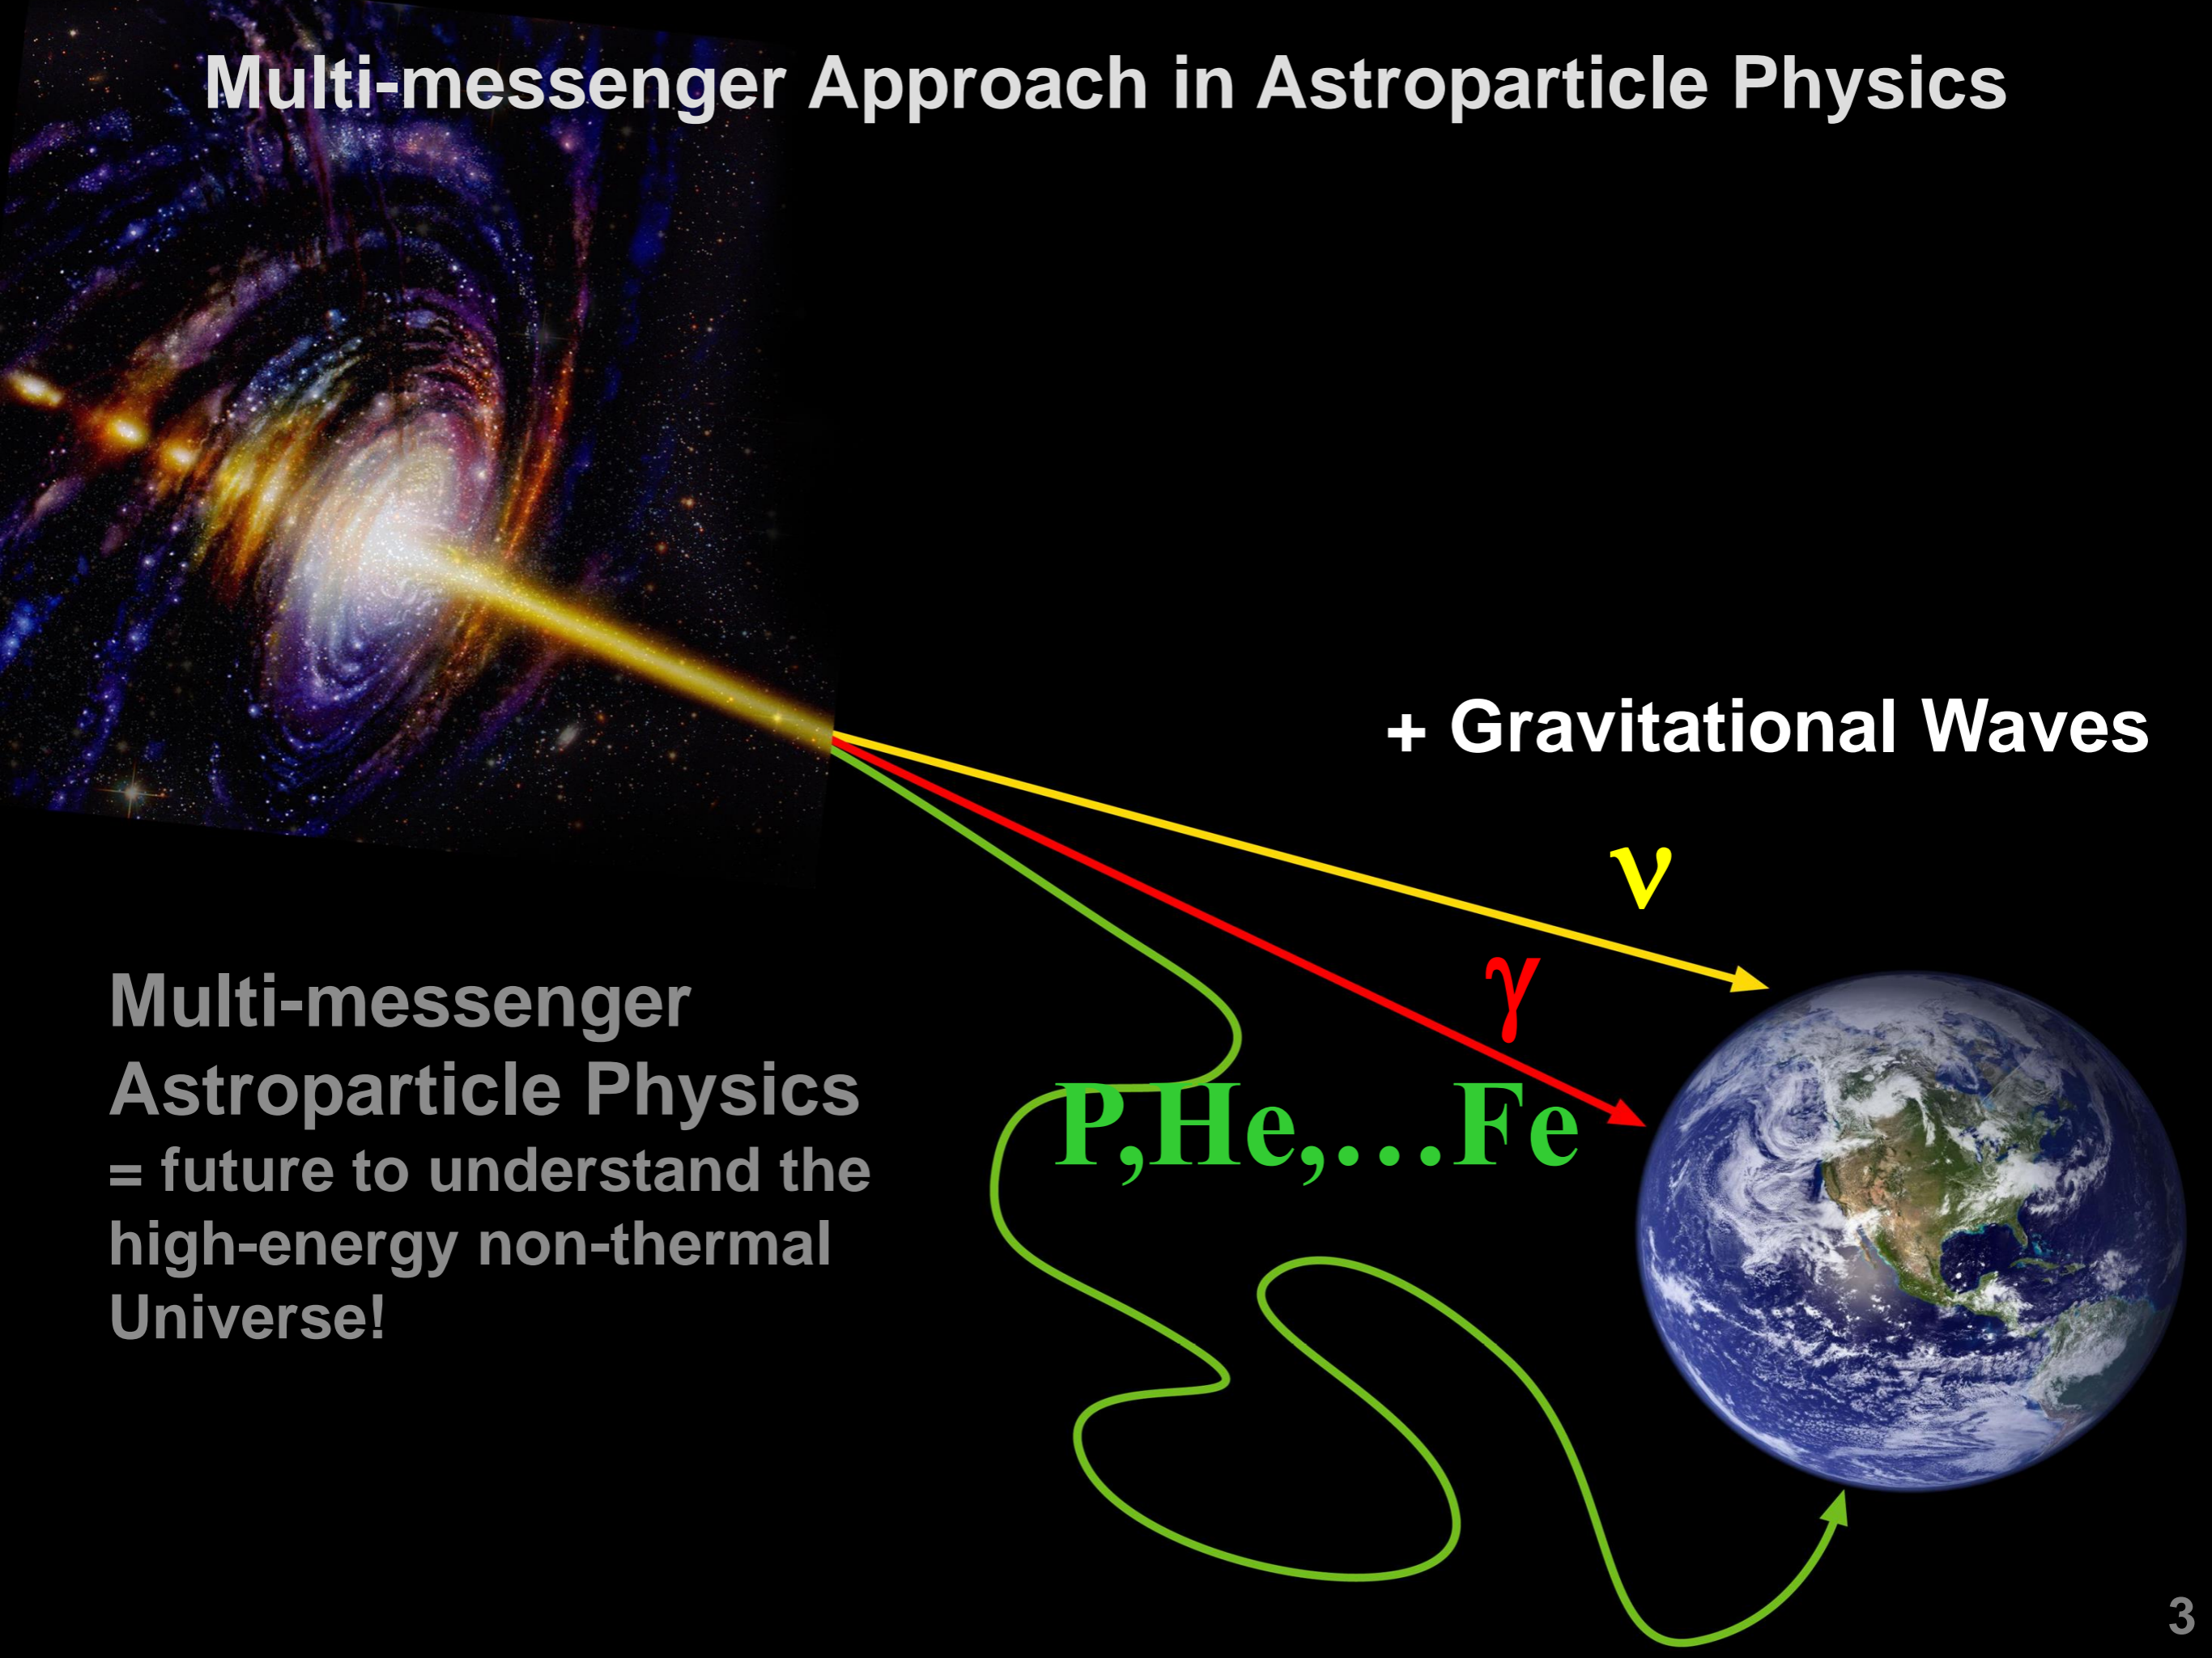 Multi-messenger Approach in Astroparticle Physics
+ Gravitational Waves
ν
γ
P,He,…Fe
Multi-messenger
Astroparticle Physics
= future to understand the
high-energy non-thermal
Universe!
3